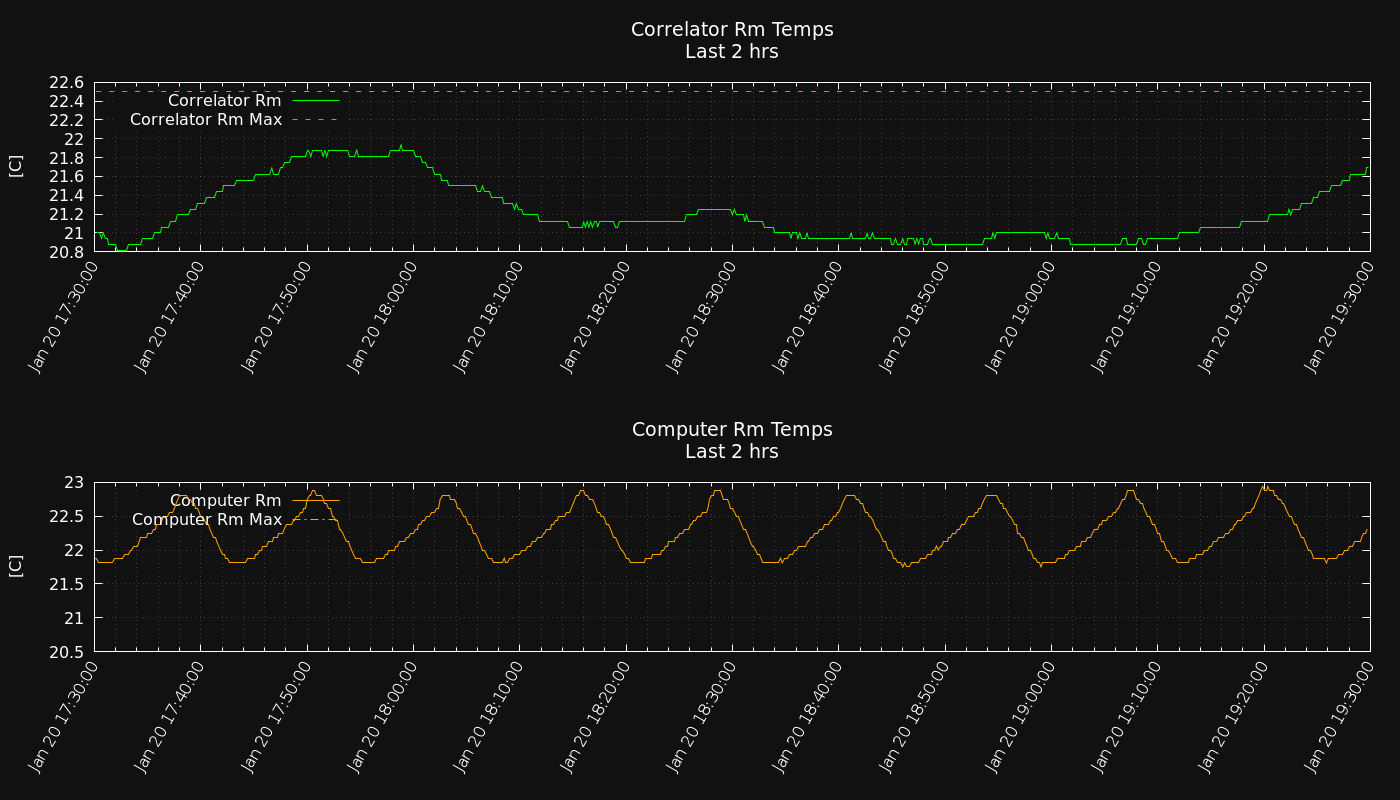 Correlator Rm Temps
Last 2 hrs
22.6
22.4
22.2
22
21.8
21.6
21.4
21.2
21
20.8
[C]
Correlator Rm
Correlator Rm Max
Jan 20 17:30:00
Jan 20 17:40:00
Jan 20 17:50:00
Jan 20 18:00:00
Jan 20 18:10:00
Jan 20 18:20:00
Jan 20 18:30:00
Jan 20 18:40:00
Jan 20 18:50:00
Jan 20 19:00:00
Jan 20 19:10:00
Jan 20 19:20:00
Jan 20 19:30:00
Computer Rm Temps
Last 2 hrs
23
22.5
22
21.5
21
20.5
[C]
Computer Rm
Computer Rm Max
Jan 20 17:30:00
Jan 20 17:40:00
Jan 20 17:50:00
Jan 20 18:00:00
Jan 20 18:10:00
Jan 20 18:20:00
Jan 20 18:30:00
Jan 20 18:40:00
Jan 20 18:50:00
Jan 20 19:00:00
Jan 20 19:10:00
Jan 20 19:20:00
Jan 20 19:30:00